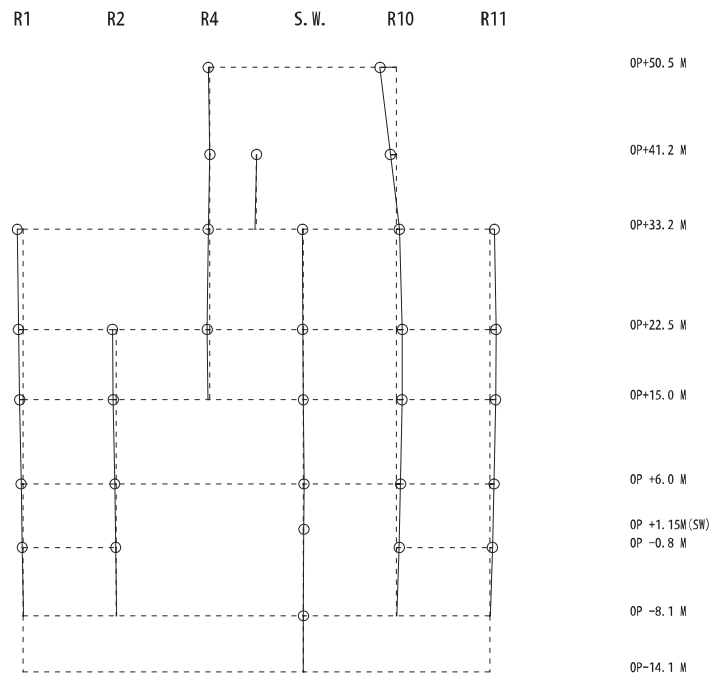 R1 R2 R4 S.W. R10 R11
OP+50.5 M
OP+41.2 M
OP+33.2 M
OP+22.5 M
OP+15.0 M
OP +6.0 M
OP +1.15M(SW)
OP -0.8 M
OP -8.1 M
OP-14.1 M